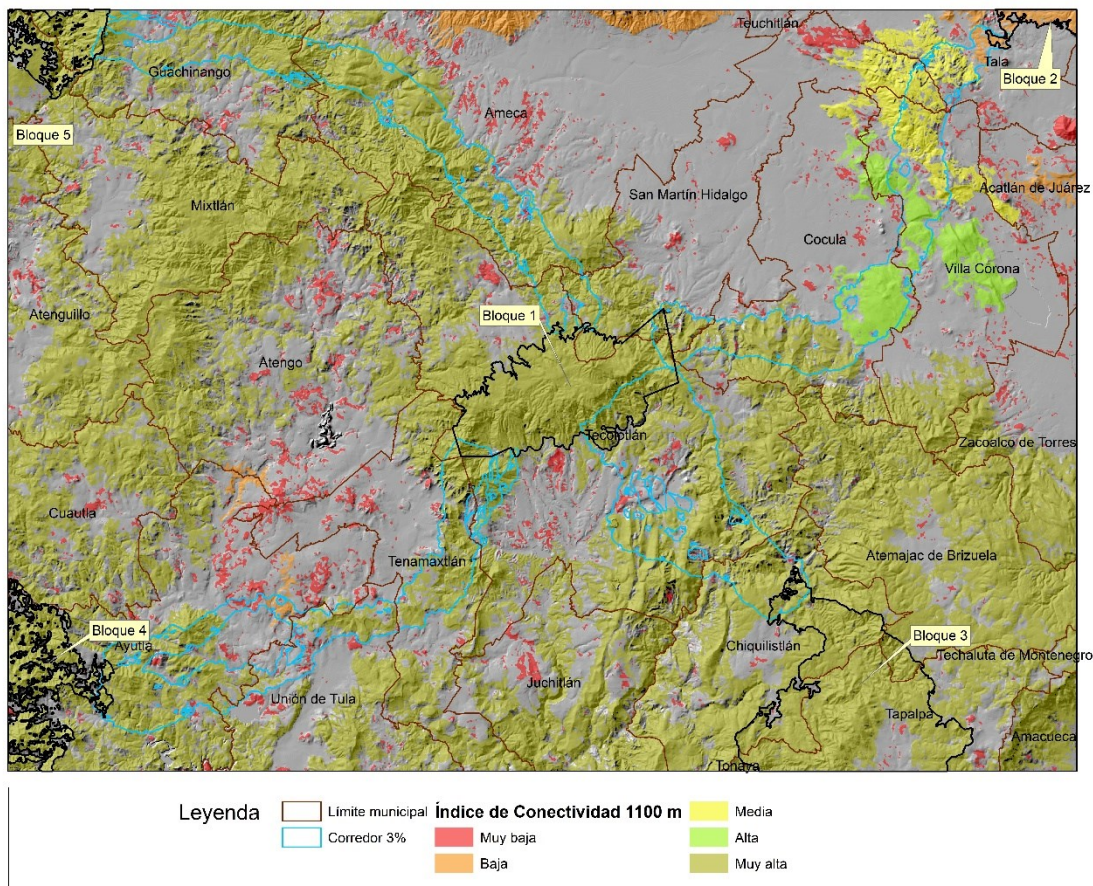 Teuchitlán
Tala
Bloque 2
Guachinango
Ameca
Bloque 5
Mixtlán
San Martín Hidalgo
Acatlán de Juárez
Cocula
Villa Corona
Atenguillo
Bloque 1
Atengo
Tecolotlán
Zacoalco de Torres
Cuautla
Tenamaxtlán
Atemajac de Brizuela
Bloque 4
Ayutla
Bloque 3
Chiquilistlán
Techaluta de Montenegro
Unión de Tula
Juchitlán
Tapalpa
Amacueca
Tonaya
Leyenda
Límite municipal
Corredor 3%
Índice de Conectividad 1100 m
Muy baja
Baja
Media
Alta
Muy alta